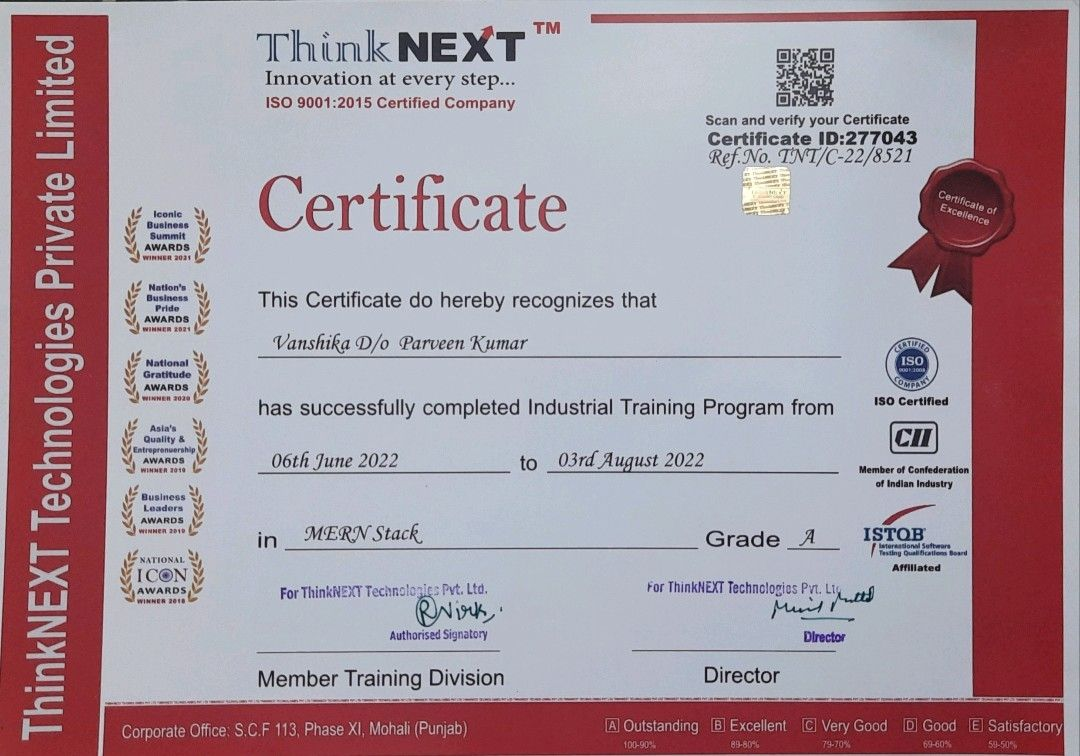 ThinkNEXT Technologies Private Limited
Think NEXT TM
Innovation at every step...
ISO 9001:2015 Certified Company
Scan and verify your Certificate
Certificate ID:277043
Ref.No. TNT/C-22/8521
Certificate of
Excellence
Certificate
Iconic
Business
Summit
AWARDS
WINNER 2021
Nation's
Business
Pride
AWARDS
WINNER 2021
National
Gratitude
AWARDS
WINNER 2020
Asia's
Quality &
Entrepreneurship
AWARDS
WINNER 2019
Business
Leaders
AWARDS
WINNER 2019
NATIONAL
ICON
AWARDS
WINNER 2018
This Certificate do hereby recognizes that
Vanshika D/o Parveen Kumar
has successfully completed Industrial Training Program from
06th June 2022 to 03rd August 2022
in MERN Stack Grade A
CERTIFIED
ISO
9001:2008
COMPANY
ISO Certified
CII
Member of Confederation
of Indian Industry
ISTQB
International Software
Testing Qualifications Board
Affiliated
For ThinkNEXT Technologies Pvt. Ltd.
Authorised Signatory
Member Training Division
For ThinkNEXT Technologies Pvt. Ltd.
Director
Director
Corporate Office: S.C.F 113, Phase XI, Mohali (Punjab)
A Outstanding B Excellent C Very Good D Good E Satisfactory
100-90% 89-80% 79-70% 69-60% 59-50%